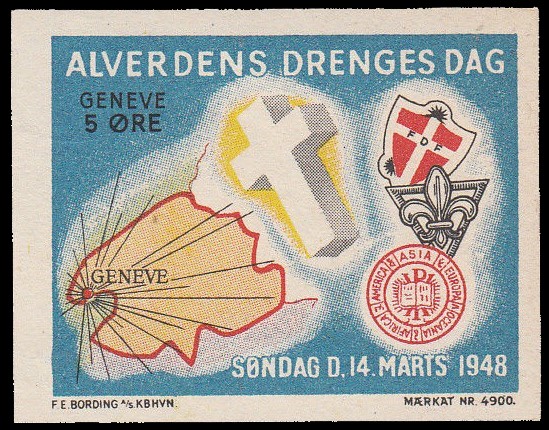 ALVERDENS DRENGES DAG
GENEVE
5 ØRE
FDF
GENEVE
ASIA
EUROPA
OCEANIA
AFRICA
AMERICA
SØNDAG D. 14. MARTS 1948
F.E. BORDING A/S. KBHVN.
MÆRKAT NR. 4900.